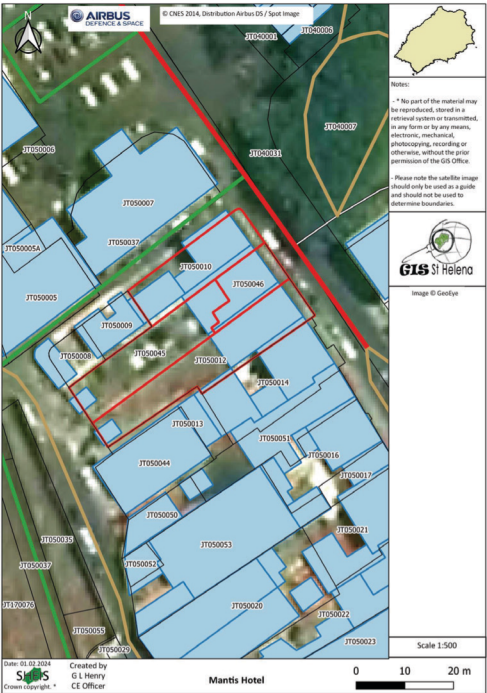 N
AIRBUS
DEFENCE & SPACE
© CNES 2014, Distribution Airbus DS / Spot Image
JT040001
JT040006
JT040007
JT040031
JT050006
JT050007
JT050037
JT050005A
JT050010
JT050005
JT050046
JT050009
JT050008
JT050045
JT050012
JT050014
JT050013
JT050051
JT050044
JT050016
JT050017
JT050050
JT050021
JT050035
JT050053
JT050037
JT050052
JT170076
JT050020
JT050022
JT050055
JT050029
JT050023
Notes:
- * No part of the material may
be reproduced, stored in a
retrieval system or transmitted,
in any form or by any means,
electronic, mechanical,
photocopying, recording or
otherwise, without the prior
permission of the GIS Office.
- Please note the satellite image
should only be used as a guide
and should not be used to
determine boundaries.
GIS St Helena
Image © GeoEye
Scale 1:500
Date: 01.02.2024
Crown copyright. *
Created by
G L Henry
CE Officer
Mantis Hotel
0 10 20 m